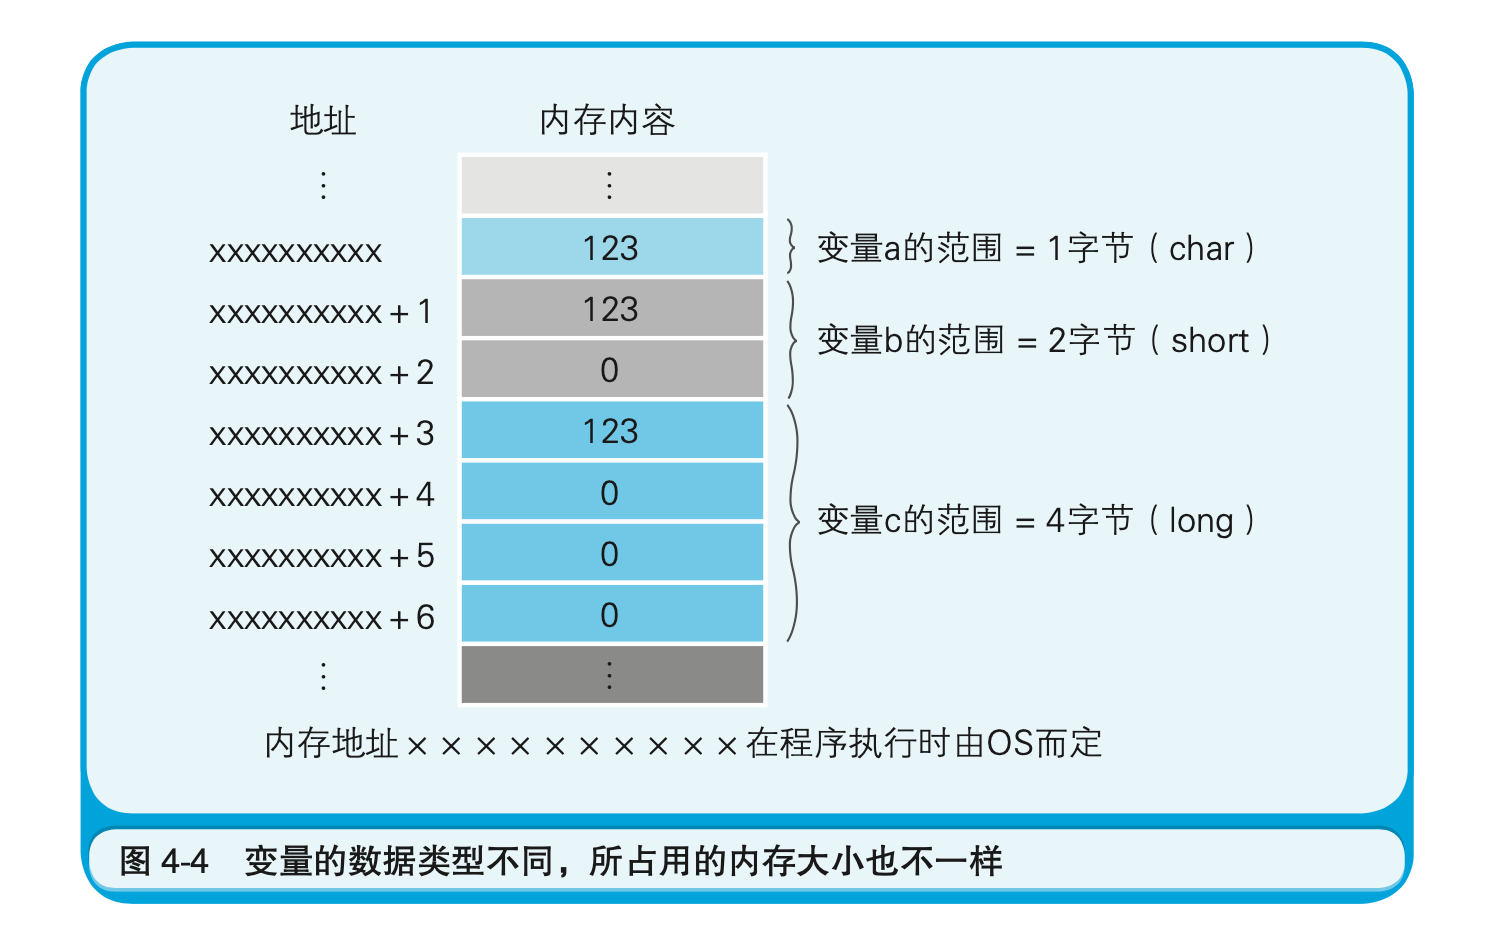 地址 内存内容
⋮ ⋮
xxxxxxxxxx 123 变量a的范围 = 1字节（char）
xxxxxxxxxx + 1 123
变量b的范围 = 2字节（short）
xxxxxxxxxx + 2 0
xxxxxxxxxx + 3 123
xxxxxxxxxx + 4 0
变量c的范围 = 4字节（long）
xxxxxxxxxx + 5 0
xxxxxxxxxx + 6 0
⋮ ⋮
内存地址××××××××××在程序执行时由OS而定
图 4-4 变量的数据类型不同，所占用的内存大小也不一样